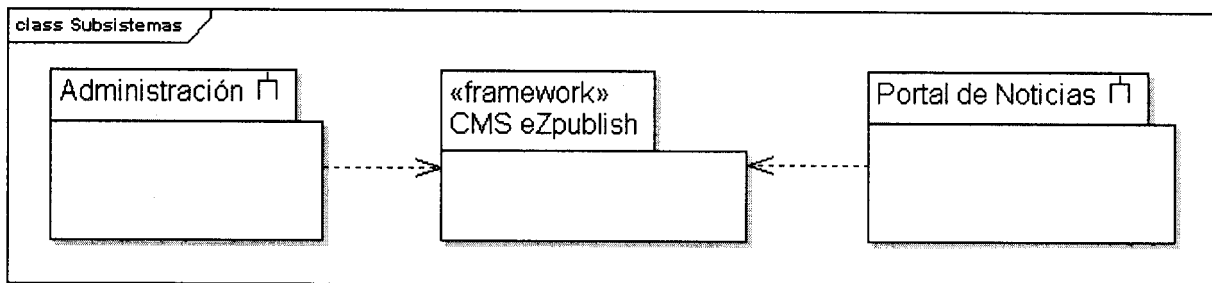 class Subsistemas
Administración
«framework»
CMS eZpublish
Portal de Noticias